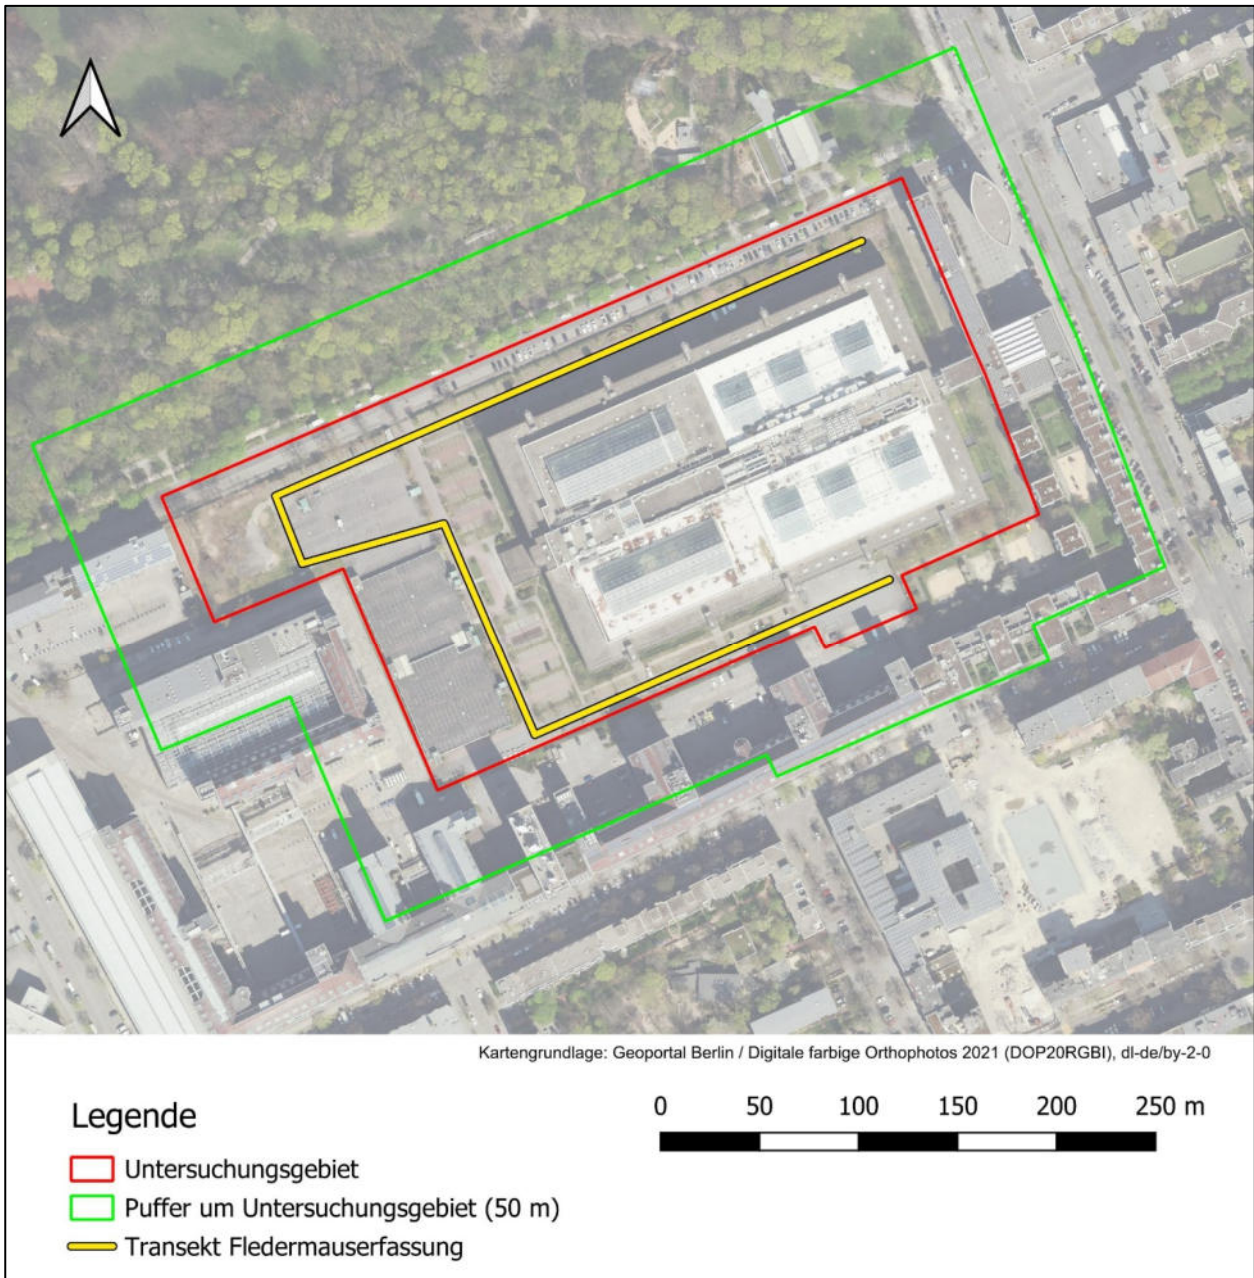 Kartengrundlage: Geoportal Berlin / Digitale farbige Orthophotos 2021 (DOP20RGBI), dl-de/by-2-0
Legende
0 50 100 150 200 250 m
Untersuchungsgebiet
Puffer um Untersuchungsgebiet (50 m)
Transekt Fledermauserfassung